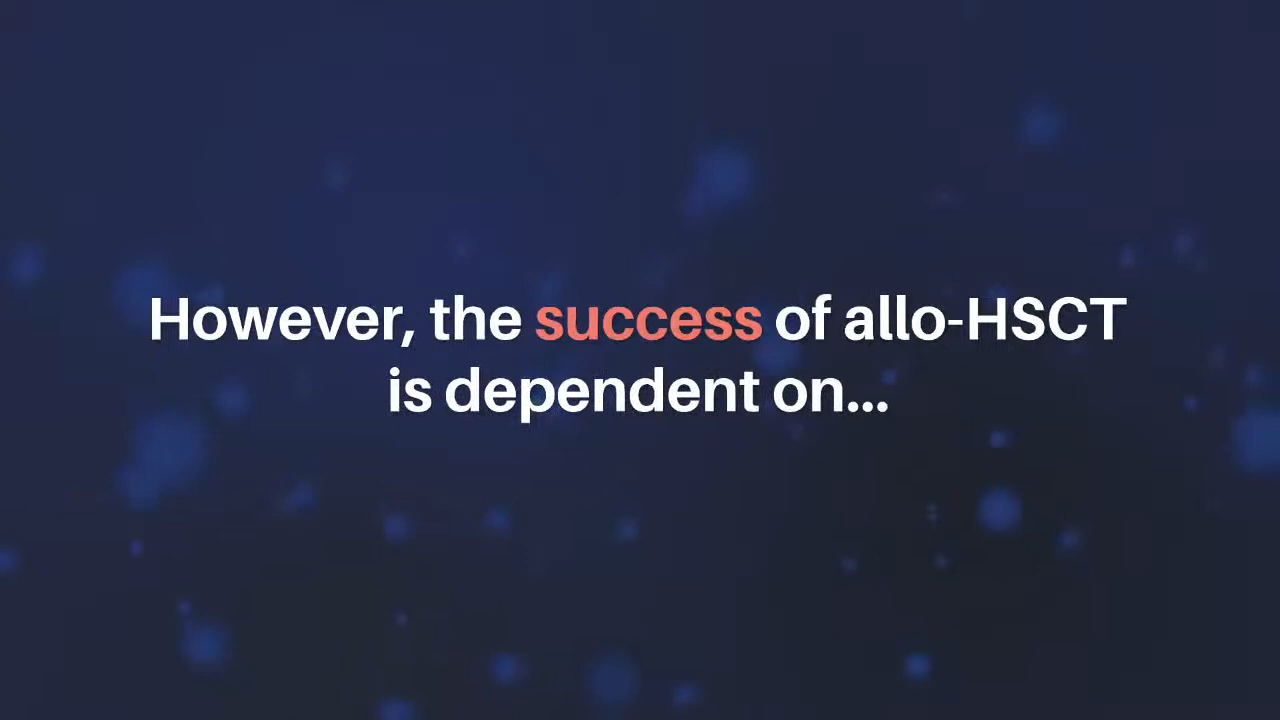 However, the success of allo-HSCT
is dependent on...